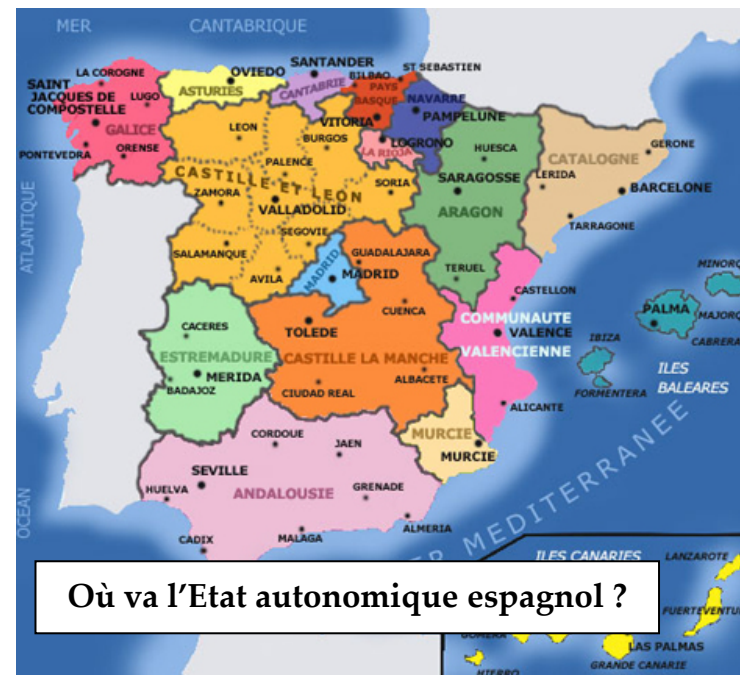 MER CANTABRIQUE
LA COROGNE
OVIEDO
SANTANDER
ST SEBASTIEN
BILBAO
SAINT
JACQUES DE
COMPOSTELLE
LUGO
ASTURIES
CANTABRIE
PAYS
BASQUE
NAVARRE
GALICE
VITORIA
PAMPELUNE
LEON
BURGOS
LOGRONO
PONTEVEDRA
ORENSE
LA RIOJA
HUESCA
CATALOGNE
GERONE
PALENCE
CASTILLE ET LEON
ZAMORA
SORIA
SARAGOSSE
LERIDA
BARCELONE
VALLADOLID
ARAGON
TARRAGONE
ATLANTIQUE
SEGOVIE
SALAMANQUE
GUADALAJARA
AVILA
MADRID
MADRID
TERUEL
CASTELLON
CUENCA
COMMUNAUTE
VALENCE
VALENCIENNE
PALMA
CABRERA
IBIZA
FORMENTERA
ILES
BALEARES
CACERES
TOLEDE
ESTREMADURE
CASTILLE LA MANCHE
MERIDA
BADAJOZ
CIUDAD REAL
ALBACETE
ALICANTE
CORDOUE
JAEN
MURCIE
MURCIE
SEVILLE
HUELVA
ANDALOUSIE
GRENADE
OCEAN
CADIX
MALAGA
ALMERIA
MEDITERRANEE
ILES CANARIES
LANZAROTE
Où va l'Etat autonomique espagnol ?
LAS PALMAS
GRANDE CANARIE